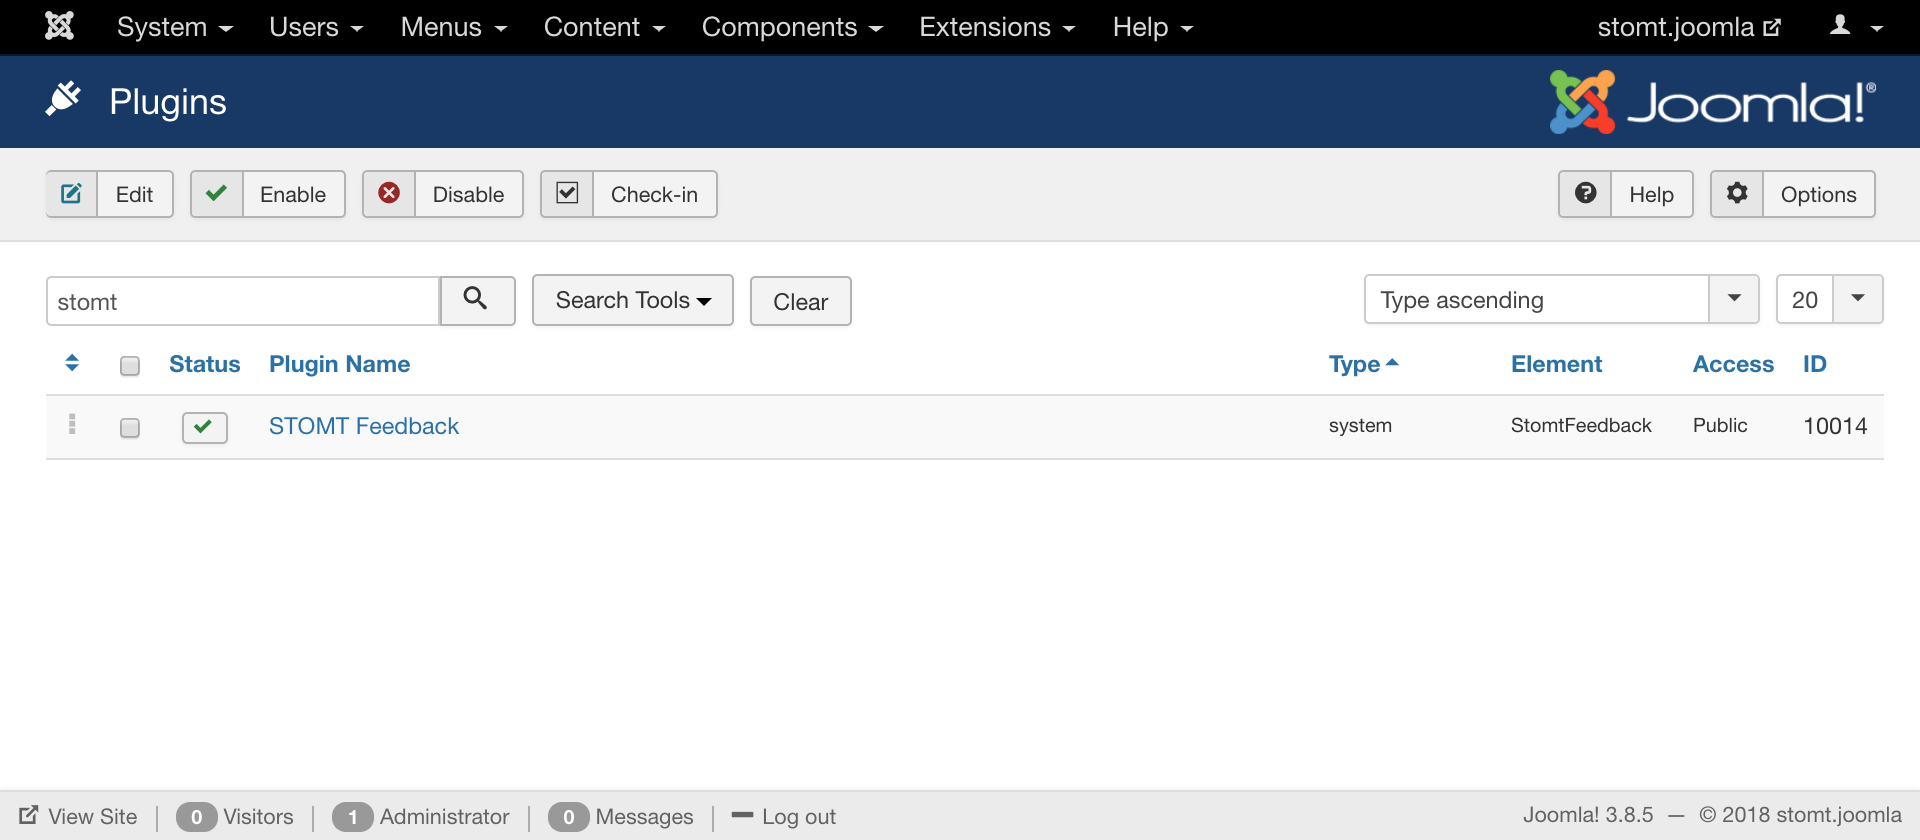 System Users Menus Content Components Extensions Help stomt.joomla
Plugins Joomla!®
Edit Enable Disable Check-in Help Options
stomt Search Tools Clear Type ascending 20
Status Plugin Name Type Element Access ID
STOMT Feedback system StomtFeedback Public 10014
View Site 0 Visitors 1 Administrator 0 Messages Log out Joomla! 3.8.5 — © 2018 stomt.joomla